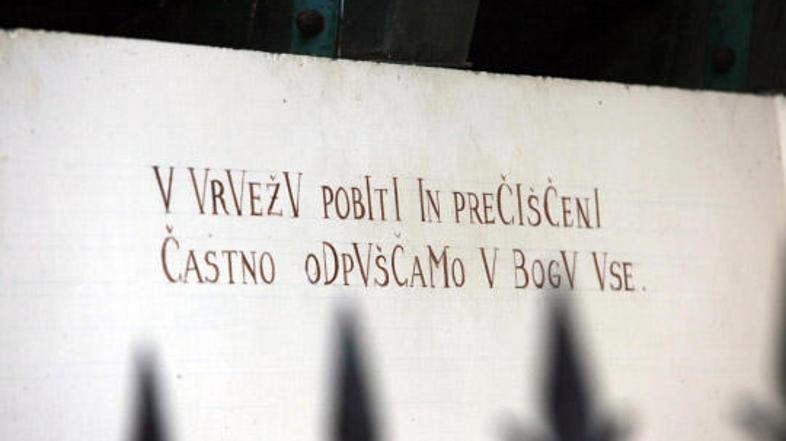 V VRVEŽV POBITI IN PREČIŠČENI
ČASTNO ODPVŠČAMO V BOGV VSE.